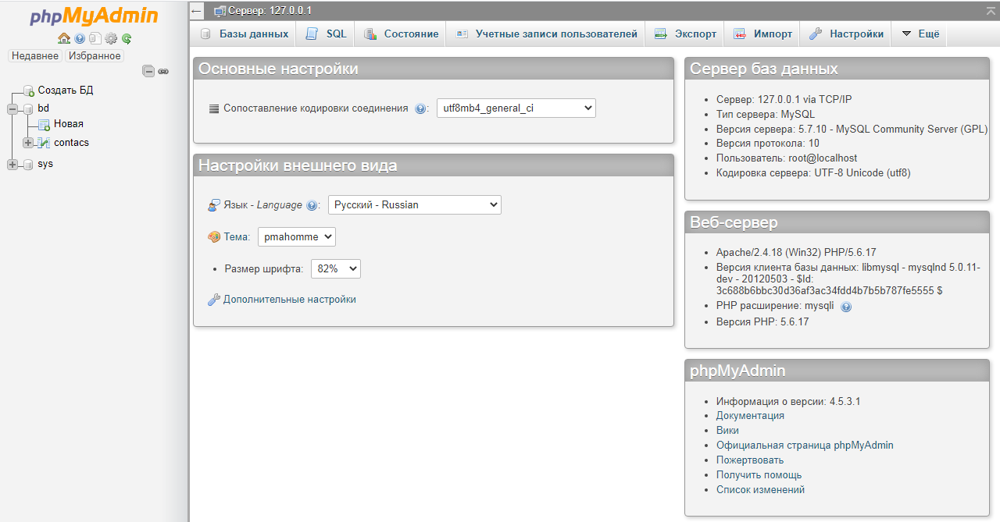 phpMyAdmin
Недавнее Избранное
Создать БД
bd
Новая
contacs
sys
← Сервер: 127.0.0.1
Базы данных SQL Состояние Учетные записи пользователей Экспорт Импорт Настройки Ещё
Основные настройки
Сопоставление кодировки соединения : utf8mb4_general_ci
Настройки внешнего вида
Язык - Language : Русский - Russian
Тема: pmahomme
• Размер шрифта: 82%
Дополнительные настройки
Сервер баз данных
• Сервер: 127.0.0.1 via TCP/IP
• Тип сервера: MySQL
• Версия сервера: 5.7.10 - MySQL Community Server (GPL)
• Версия протокола: 10
• Пользователь: root@localhost
• Кодировка сервера: UTF-8 Unicode (utf8)
Веб-сервер
• Apache/2.4.18 (Win32) PHP/5.6.17
• Версия клиента базы данных: libmysql - mysqlnd 5.0.11-
dev - 20120503 - $Id:
3c688b6bbc30d36af3ac34fdd4b7b5b787fe5555 $
• PHP расширение: mysqli
• Версия PHP: 5.6.17
phpMyAdmin
• Информация о версии: 4.5.3.1
• Документация
• Вики
• Официальная страница phpMyAdmin
• Пожертвовать
• Получить помощь
• Список изменений